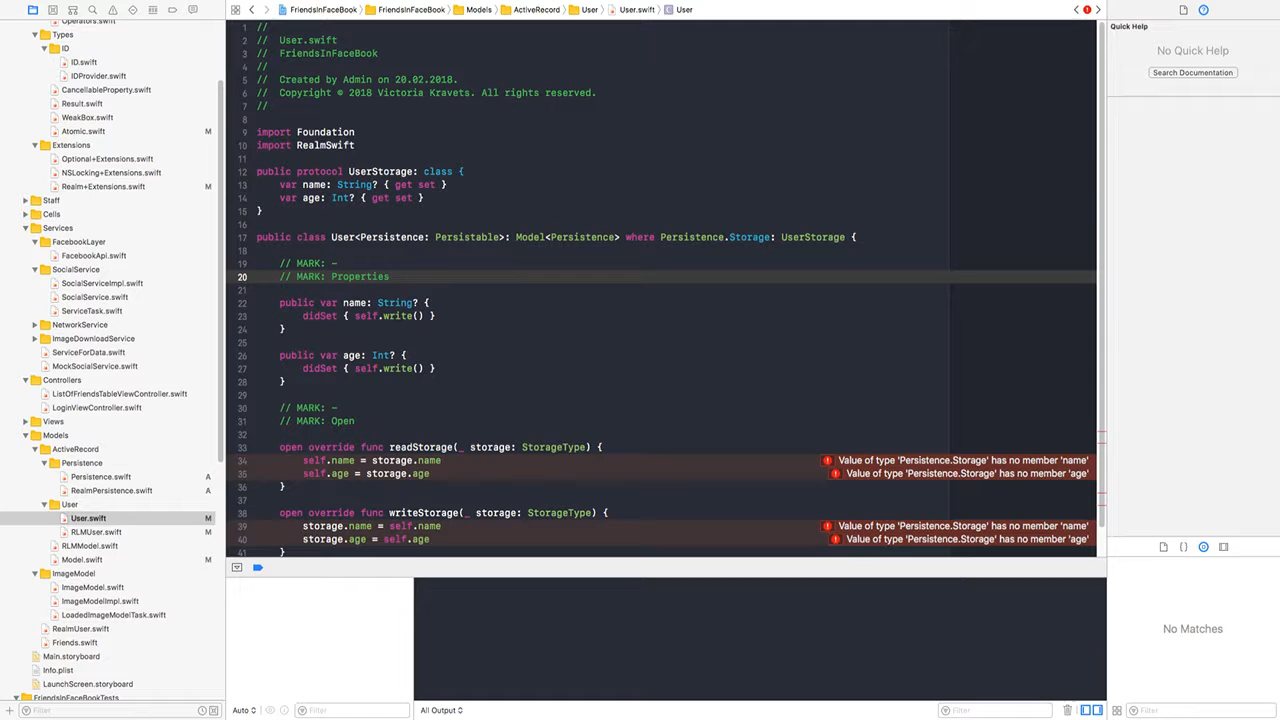 FriendsInFaceBook FriendsInFaceBook Models ActiveRecord User User.swift User
Operators.swift
Types
ID
ID.swift
IDProvider.swift
CancellableProperty.swift
Result.swift
WeakBox.swift
Atomic.swift M
Extensions
Optional+Extensions.swift
NSLocking+Extensions.swift
Realm+Extensions.swift M
Staff
Cells
Services
FacebookLayer
FacebookApi.swift
SocialService
SocialServiceImpl.swift
SocialService.swift
ServiceTask.swift
NetworkService
ImageDownloadService
ServiceForData.swift
MockSocialService.swift
Controllers
ListOfFriendsTableViewController.swift
LoginViewController.swift
Views
Models
ActiveRecord
Persistence
Persistence.swift A
RealmPersistence.swift A
User
User.swift M
RLMUser.swift M
RLMModel.swift
Model.swift M
ImageModel
ImageModel.swift
ImageModelImpl.swift
LoadedImageModelTask.swift
RealmUser.swift
Friends.swift
Main.storyboard
Info.plist
LaunchScreen.storyboard
FriendsInFaceBookTests
Filter
1 //
2 // User.swift
3 // FriendsInFaceBook
4 //
5 // Created by Admin on 20.02.2018.
6 // Copyright © 2018 Victoria Kravets. All rights reserved.
7 //
8
9 import Foundation
10 import RealmSwift
11
12 public protocol UserStorage: class {
13 var name: String? { get set }
14 var age: Int? { get set }
15 }
16
17 public class User<Persistence: Persistable>: Model<Persistence> where Persistence.Storage: UserStorage {
18
19 // MARK: -
20 // MARK: Properties
21
22 public var name: String? {
23 didSet { self.write() }
24 }
25
26 public var age: Int? {
27 didSet { self.write() }
28 }
29
30 // MARK: -
31 // MARK: Open
32
33 open override func readStorage(_ storage: StorageType) {
34 self.name = storage.name Value of type 'Persistence.Storage' has no member 'name'
35 self.age = storage.age Value of type 'Persistence.Storage' has no member 'age'
36 }
37
38 open override func writeStorage(_ storage: StorageType) {
39 storage.name = self.name Value of type 'Persistence.Storage' has no member 'name'
40 storage.age = self.age Value of type 'Persistence.Storage' has no member 'age'
41 }
Auto Filter
All Output Filter
Quick Help
No Quick Help
Search Documentation
No Matches
Filter